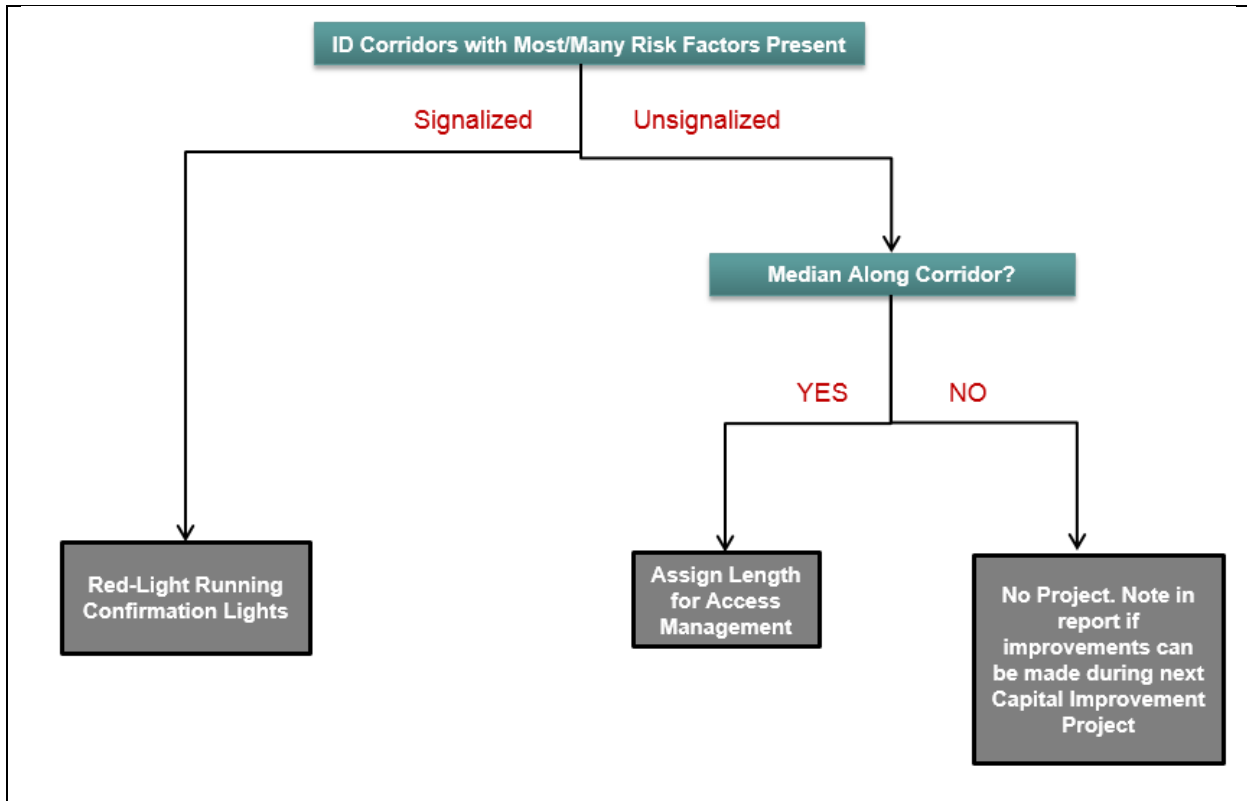 ID Corridors with Most/Many Risk Factors Present
Signalized
Unsignalized
Median Along Corridor?
YES
NO
Red-Light Running
Confirmation Lights
Assign Length
for Access
Management
No Project. Note in
report if
improvements can
be made during next
Capital Improvement
Project